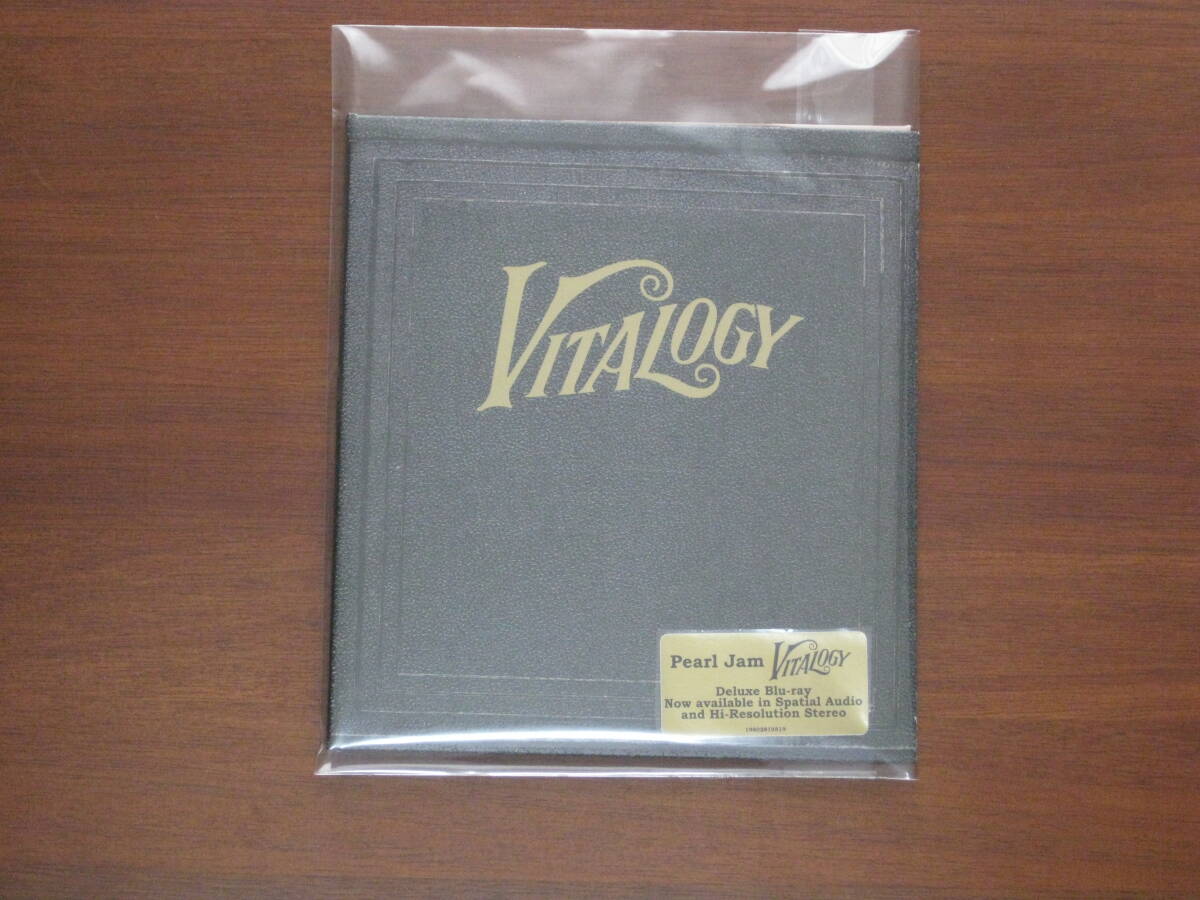 VITALOGY
Pearl Jam VITALOGY
Deluxe Blu-ray
Now available in Spatial Audio
and Hi-Resolution Stereo